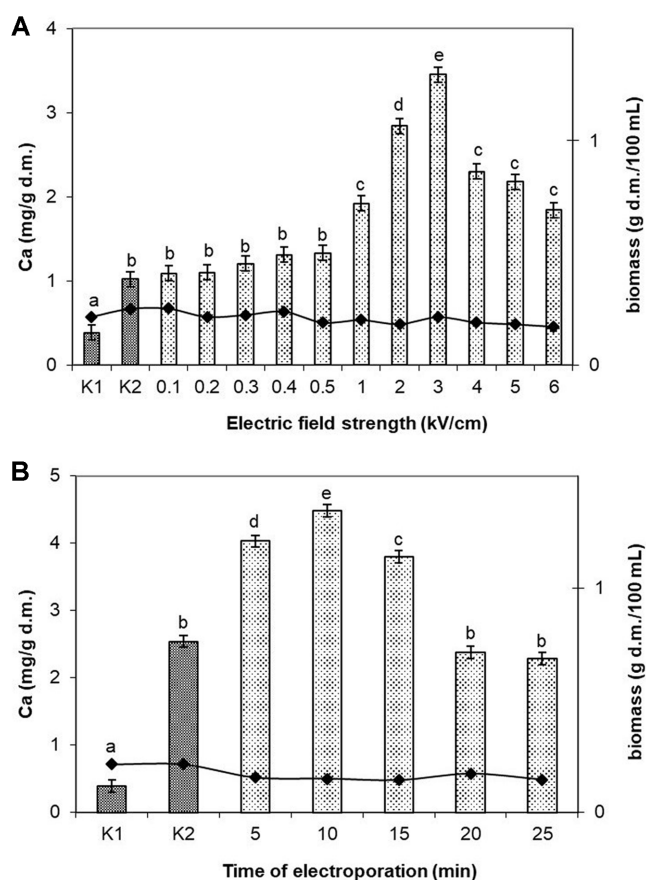 A
4
3
2
1
0
Ca (mg/g d.m.)
1
0
biomass (g d.m./100 mL)
a b b b b b b c d e c c c
K1 K2 0.1 0.2 0.3 0.4 0.5 1 2 3 4 5 6
Electric field strength (kV/cm)
B
5
4
3
2
1
0
Ca (mg/g d.m.)
1
0
biomass (g d.m./100 mL)
a b d e c b b
K1 K2 5 10 15 20 25
Time of electroporation (min)